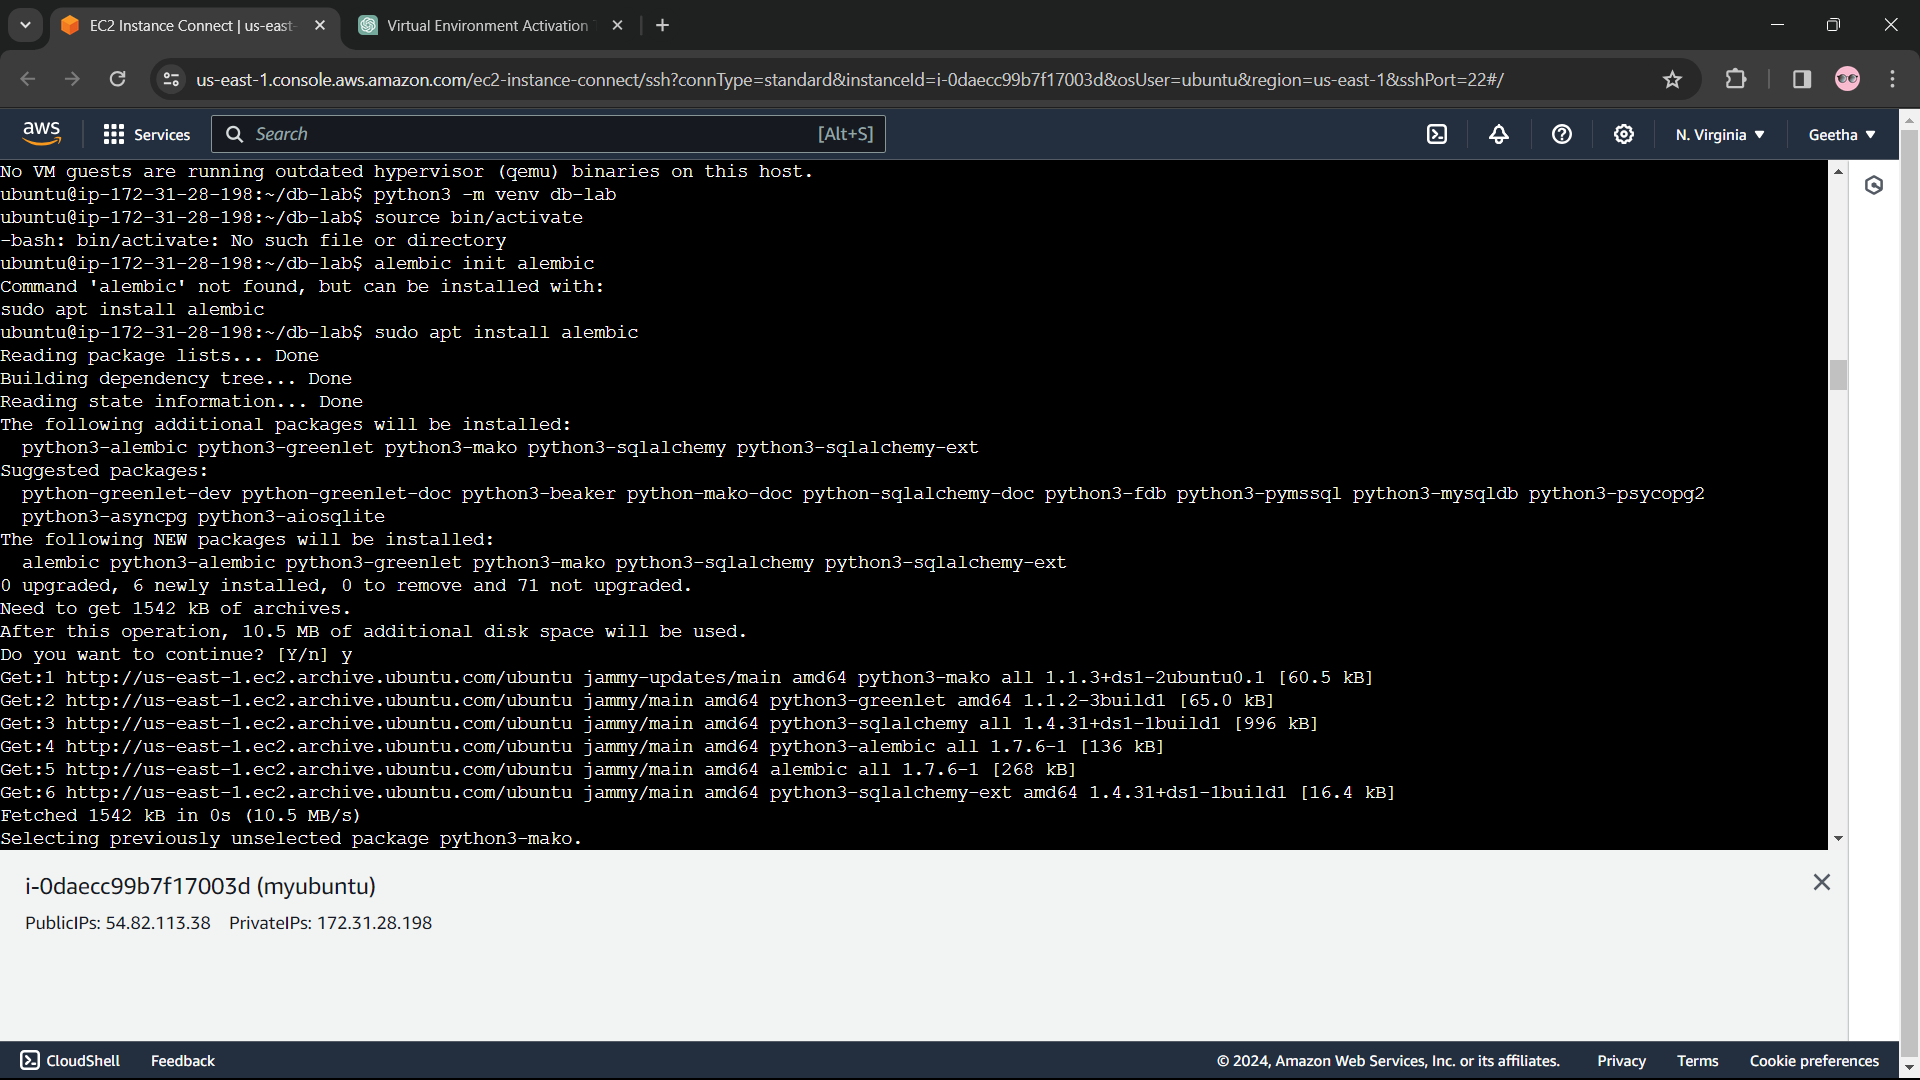 EC2 Instance Connect | us-east-
Virtual Environment Activation
us-east-1.console.aws.amazon.com/ec2-instance-connect/ssh?connType=standard&instanceId=i-0daecc99b7f17003d&osUser=ubuntu&region=us-east-1&sshPort=22#/
aws
Services
Search
[Alt+S]
N. Virginia
Geetha
No VM guests are running outdated hypervisor (qemu) binaries on this host.
ubuntu@ip-172-31-28-198:~/db-lab$ python3 -m venv db-lab
ubuntu@ip-172-31-28-198:~/db-lab$ source bin/activate
-bash: bin/activate: No such file or directory
ubuntu@ip-172-31-28-198:~/db-lab$ alembic init alembic
Command 'alembic' not found, but can be installed with:
sudo apt install alembic
ubuntu@ip-172-31-28-198:~/db-lab$ sudo apt install alembic
Reading package lists... Done
Building dependency tree... Done
Reading state information... Done
The following additional packages will be installed:
python3-alembic python3-greenlet python3-mako python3-sqlalchemy python3-sqlalchemy-ext
Suggested packages:
python-greenlet-dev python-greenlet-doc python3-beaker python-mako-doc python-sqlalchemy-doc python3-fdb python3-pymssql python3-mysqldb python3-psycopg2
python3-asyncpg python3-aiosqlite
The following NEW packages will be installed:
alembic python3-alembic python3-greenlet python3-mako python3-sqlalchemy python3-sqlalchemy-ext
0 upgraded, 6 newly installed, 0 to remove and 71 not upgraded.
Need to get 1542 kB of archives.
After this operation, 10.5 MB of additional disk space will be used.
Do you want to continue? [Y/n] y
Get:1 http://us-east-1.ec2.archive.ubuntu.com/ubuntu jammy-updates/main amd64 python3-mako all 1.1.3+ds1-2ubuntu0.1 [60.5 kB]
Get:2 http://us-east-1.ec2.archive.ubuntu.com/ubuntu jammy/main amd64 python3-greenlet amd64 1.1.2-3build1 [65.0 kB]
Get:3 http://us-east-1.ec2.archive.ubuntu.com/ubuntu jammy/main amd64 python3-sqlalchemy all 1.4.31+ds1-1build1 [996 kB]
Get:4 http://us-east-1.ec2.archive.ubuntu.com/ubuntu jammy/main amd64 python3-alembic all 1.7.6-1 [136 kB]
Get:5 http://us-east-1.ec2.archive.ubuntu.com/ubuntu jammy/main amd64 alembic all 1.7.6-1 [268 kB]
Get:6 http://us-east-1.ec2.archive.ubuntu.com/ubuntu jammy/main amd64 python3-sqlalchemy-ext amd64 1.4.31+ds1-1build1 [16.4 kB]
Fetched 1542 kB in 0s (10.5 MB/s)
Selecting previously unselected package python3-mako.
i-0daecc99b7f17003d (myubuntu)
PublicIPs: 54.82.113.38 PrivateIPs: 172.31.28.198
CloudShell
Feedback
© 2024, Amazon Web Services, Inc. or its affiliates.
Privacy
Terms
Cookie preferences